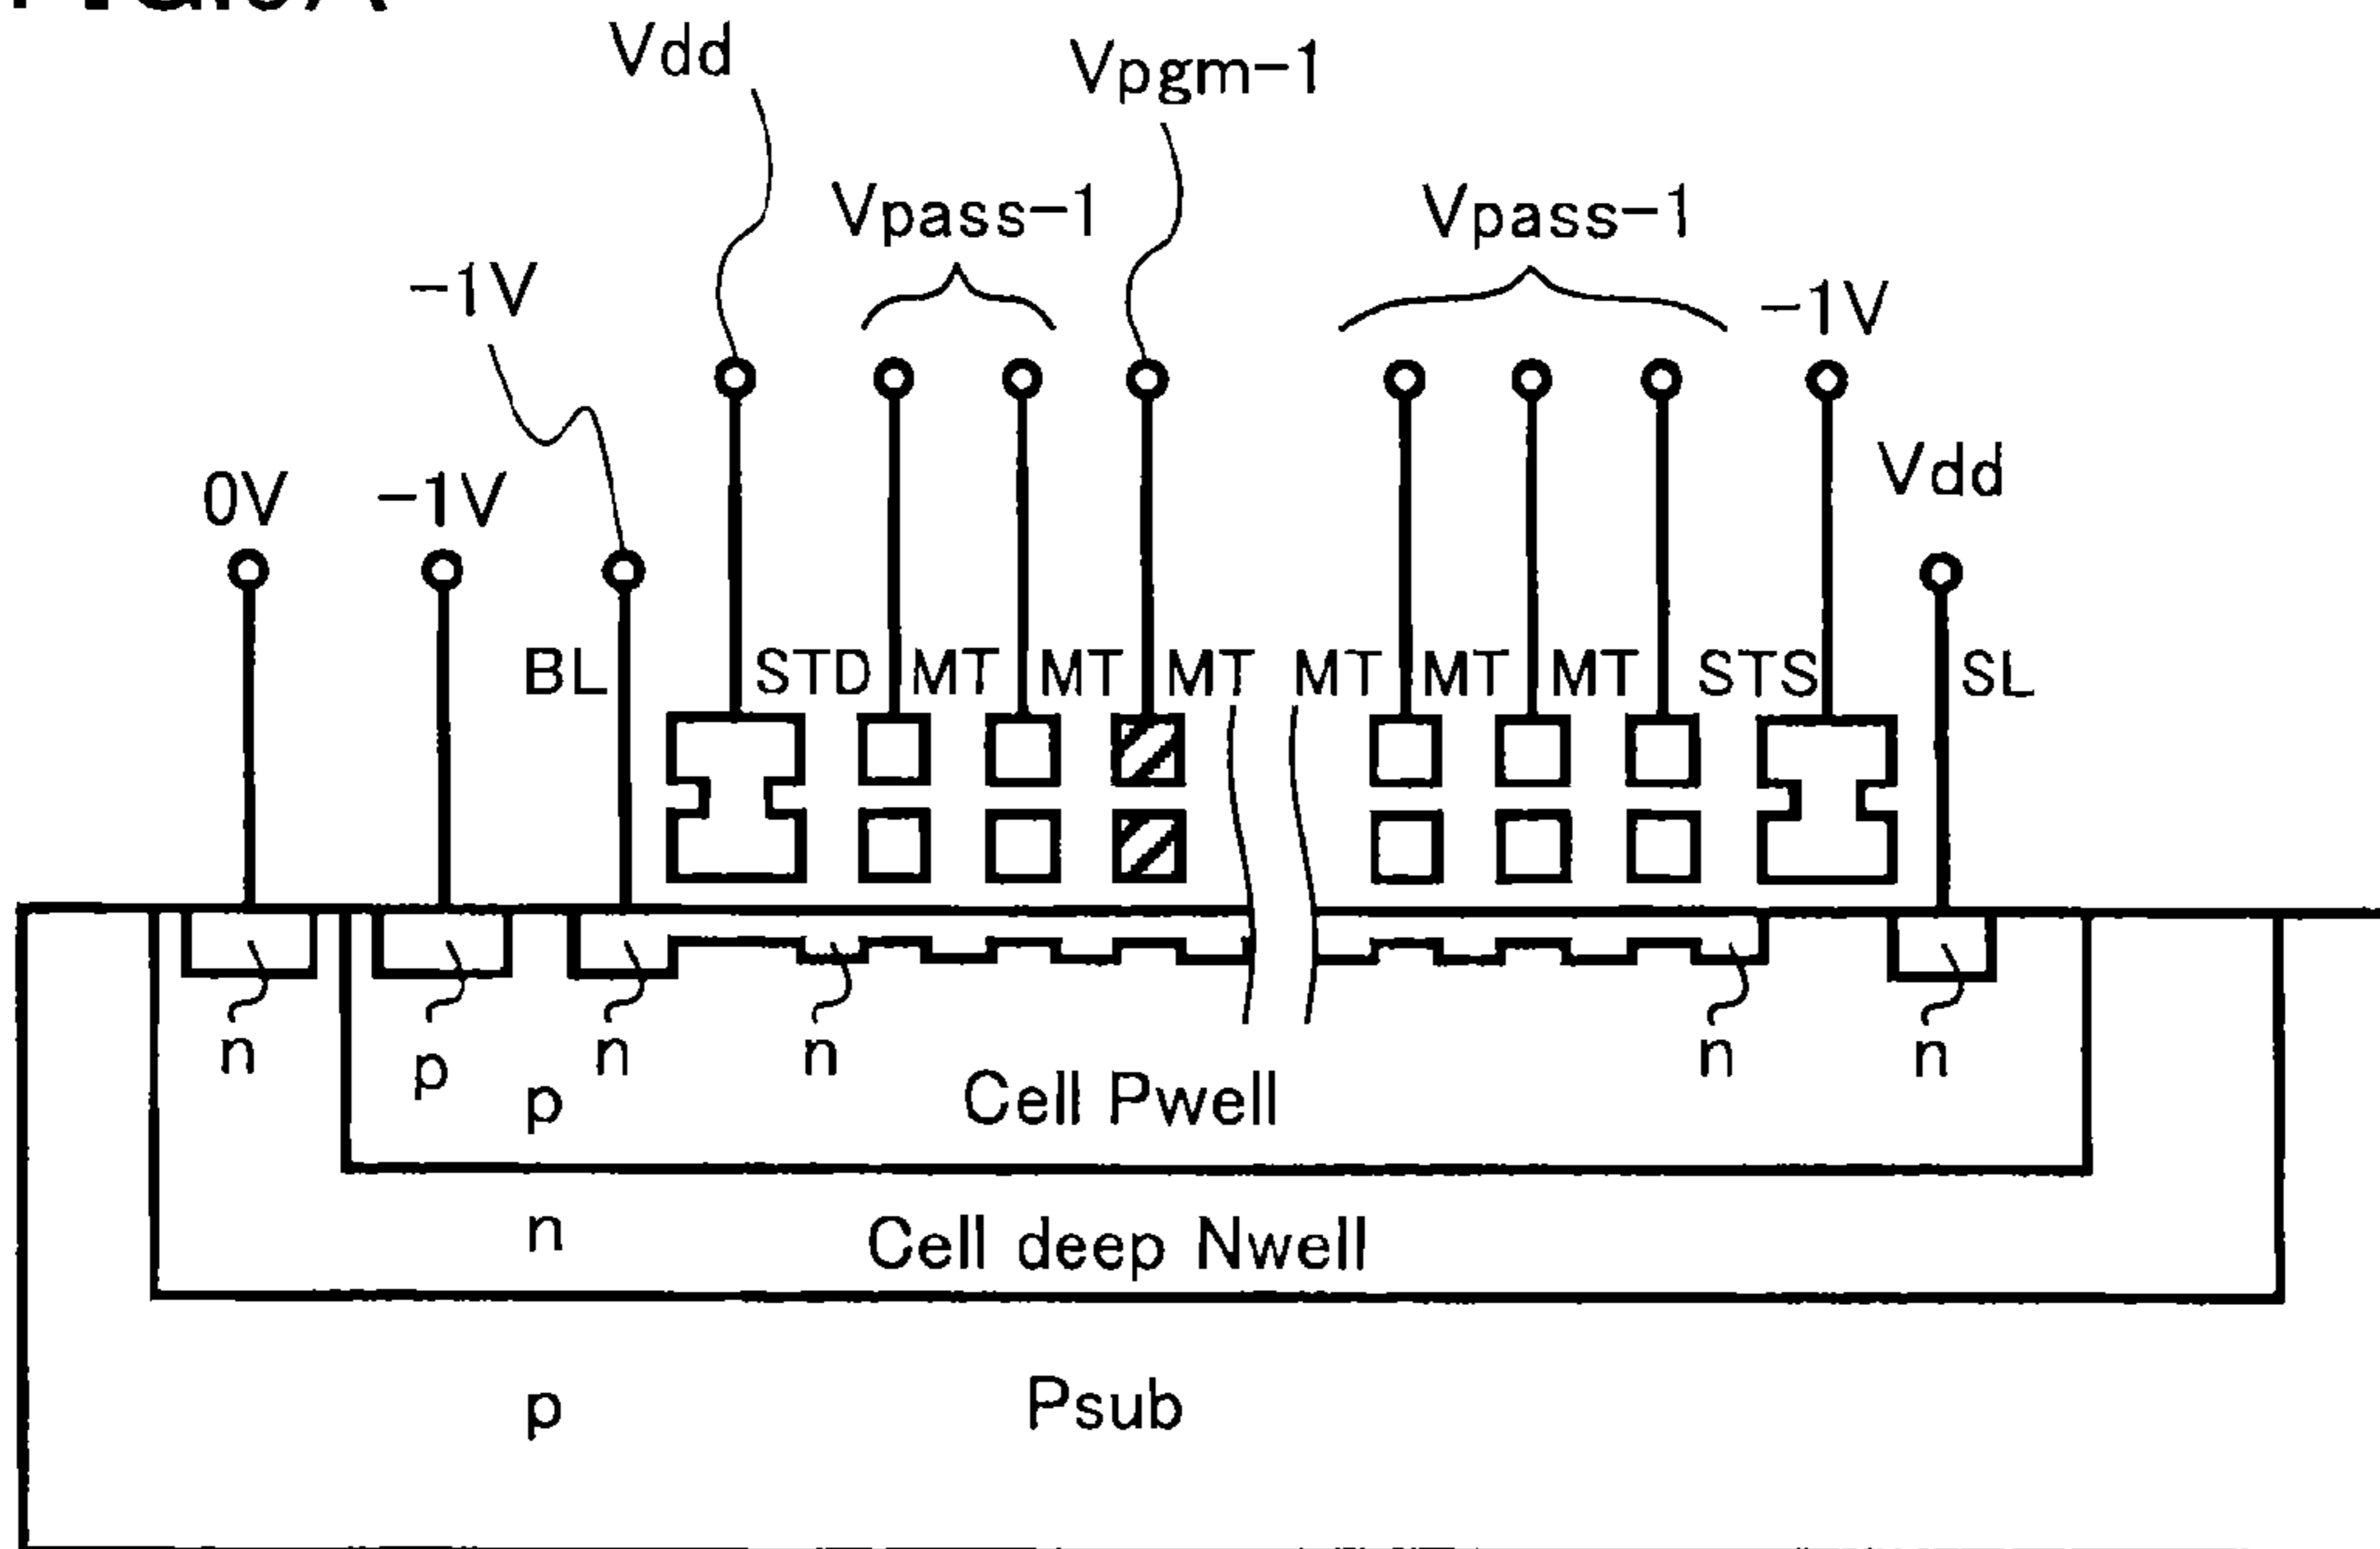 Vdd
Vpgm-1
Vpass-1
Vpass-1
-1V
-1V
0V
-1V
Vdd
BL
STD
MT
MT
MT
MT
MT
MT
STS
SL
n
p
n
n
n
n
p
Cell Pwell
n
Cell deep Nwell
p
Psub